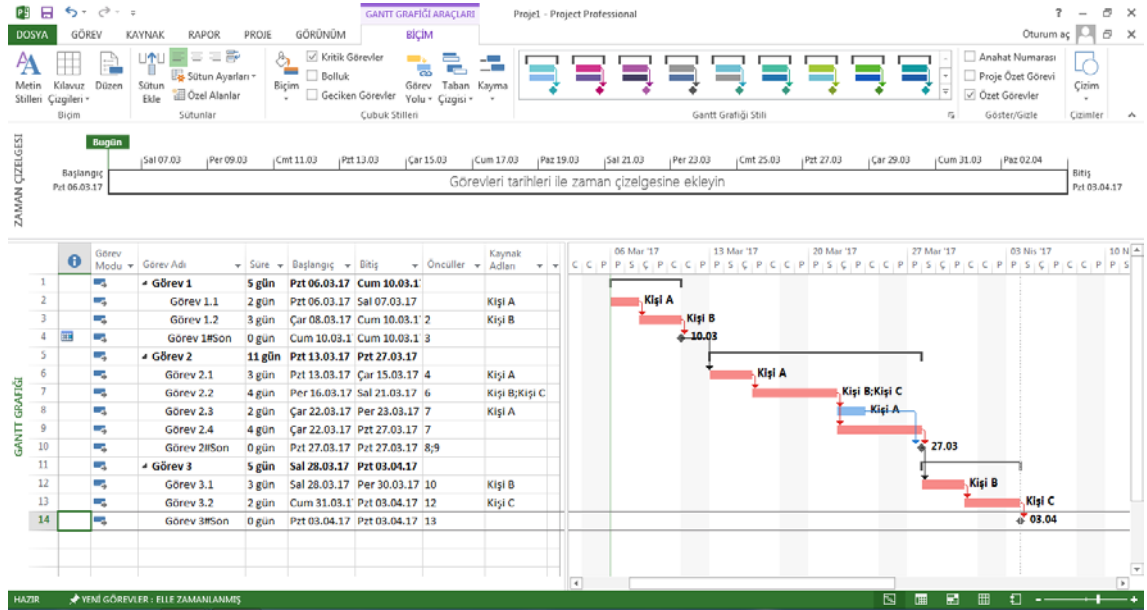 GANTT GRAFİĞİ ARAÇLARI
Proje1 - Project Professional
DOSYA GÖREV KAYNAK RAPOR PROJE GÖRÜNÜM BİÇİM
Oturum aç
Metin Stilleri
Kılavuz Çizgileri
Düzen
Biçim
Sütun Ekle
Sütun Ayarları
Özel Alanlar
Sütunlar
Biçim
Kritik Görevler
Bolluk
Geciken Görevler
Görev Yolu
Taban Çizgisi
Kayma
Çubuk Stilleri
Gantt Grafiği Stili
Anahat Numarası
Proje Özet Görevi
Özet Görevler
Göster/Gizle
Çizim
Çizimler
ZAMAN ÇİZELGESİ
Bugün
Sal 07.03 Per 09.03 Cmt 11.03 Pzt 13.03 Çar 15.03 Cum 17.03 Paz 19.03 Sal 21.03 Per 23.03 Cmt 25.03 Pzt 27.03 Çar 29.03 Cum 31.03 Paz 02.04
Başlangıç
Pzt 06.03.17
Görevleri tarihleri ile zaman çizelgesine ekleyin
Bitiş
Pzt 03.04.17
GANTT GRAFİĞİ
Görev Modu Görev Adı Süre Başlangıç Bitiş Öncüller Kaynak Adları
1 Görev 1 5 gün Pzt 06.03.17 Cum 10.03.1
2 Görev 1.1 2 gün Pzt 06.03.17 Sal 07.03.17 Kişi A
3 Görev 1.2 3 gün Çar 08.03.17 Cum 10.03.1 2 Kişi B
4 Görev 1#Son 0 gün Cum 10.03.1 Cum 10.03.1 3
5 Görev 2 11 gün Pzt 13.03.17 Pzt 27.03.17
6 Görev 2.1 3 gün Pzt 13.03.17 Çar 15.03.17 4 Kişi A
7 Görev 2.2 4 gün Per 16.03.17 Sal 21.03.17 6 Kişi B;Kişi C
8 Görev 2.3 2 gün Çar 22.03.17 Per 23.03.17 7 Kişi A
9 Görev 2.4 4 gün Çar 22.03.17 Pzt 27.03.17 7
10 Görev 2#Son 0 gün Pzt 27.03.17 Pzt 27.03.17 8;9
11 Görev 3 5 gün Sal 28.03.17 Pzt 03.04.17
12 Görev 3.1 3 gün Sal 28.03.17 Per 30.03.17 10 Kişi B
13 Görev 3.2 2 gün Cum 31.03.1 Pzt 03.04.17 12 Kişi C
14 Görev 3#Son 0 gün Pzt 03.04.17 Pzt 03.04.17 13
06 Mar '17 13 Mar '17 20 Mar '17 27 Mar '17 03 Nis '17 10 N
C C P P S Ç P C C P P S Ç P C C P P S Ç P C C P P S Ç P C C P P S Ç P C C P P S
Kişi A
Kişi B
10.03
Kişi A
Kişi B;Kişi C
Kişi A
27.03
Kişi B
Kişi C
03.04
HAZIR YENİ GÖREVLER : ELLE ZAMANLANMIŞ